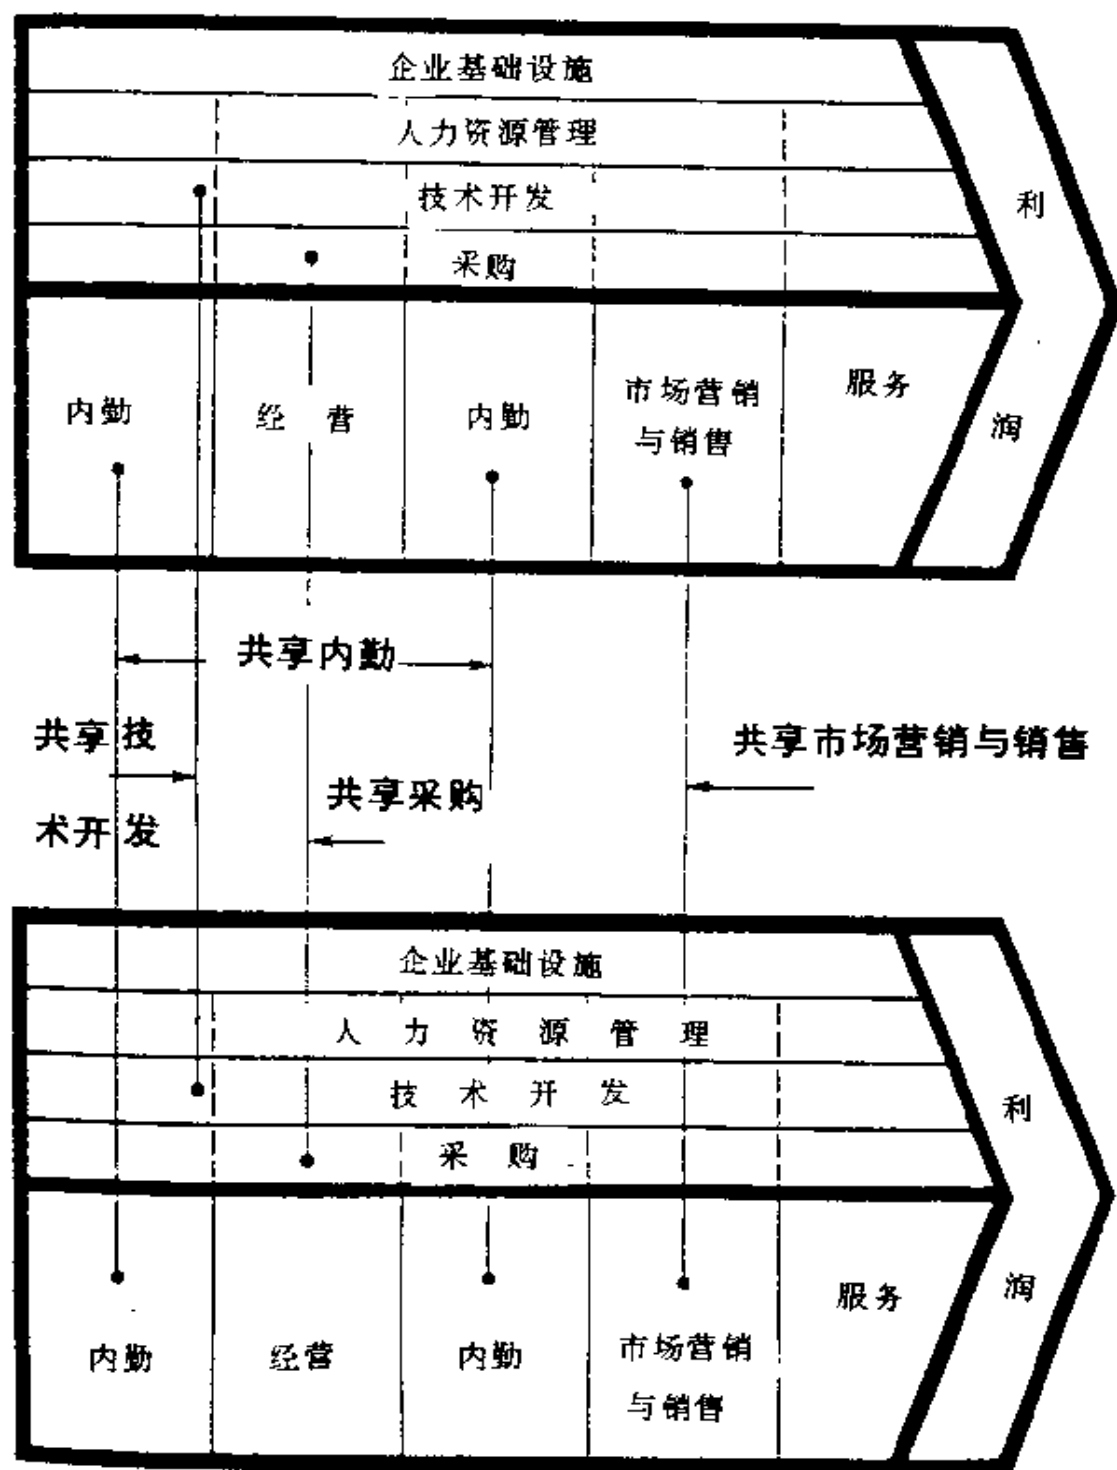 企业基础设施
人力资源管理
技术开发
采购
利
润
内勤
经营
内勤
市场营销
与销售
服务
共享内勤
共享技
术开发
共享采购
共享市场营销与销售
企业基础设施
人力资源管理
技术开发
采购
利
润
内勤
经营
内勤
市场营销
与销售
服务